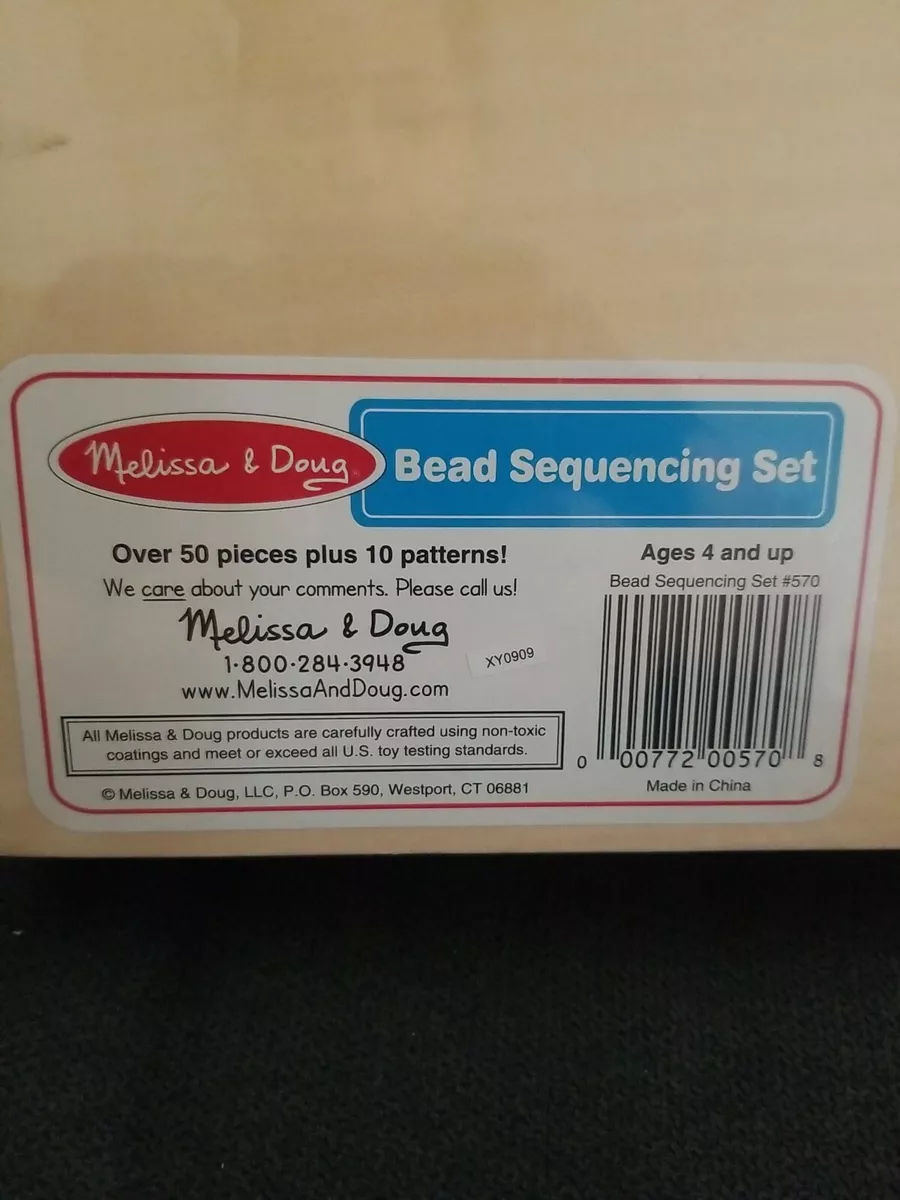 Melissa & Doug
Bead Sequencing Set
Over 50 pieces plus 10 patterns!
We care about your comments. Please call us!
Melissa & Doug
1-800-284-3948
www.MelissaAndDoug.com
XY0909
All Melissa & Doug products are carefully crafted using non-toxic
coatings and meet or exceed all U.S. toy testing standards.
© Melissa & Doug, LLC, P.O. Box 590, Westport, CT 06881
Ages 4 and up
Bead Sequencing Set #570
0 00772 00570 8
Made in China